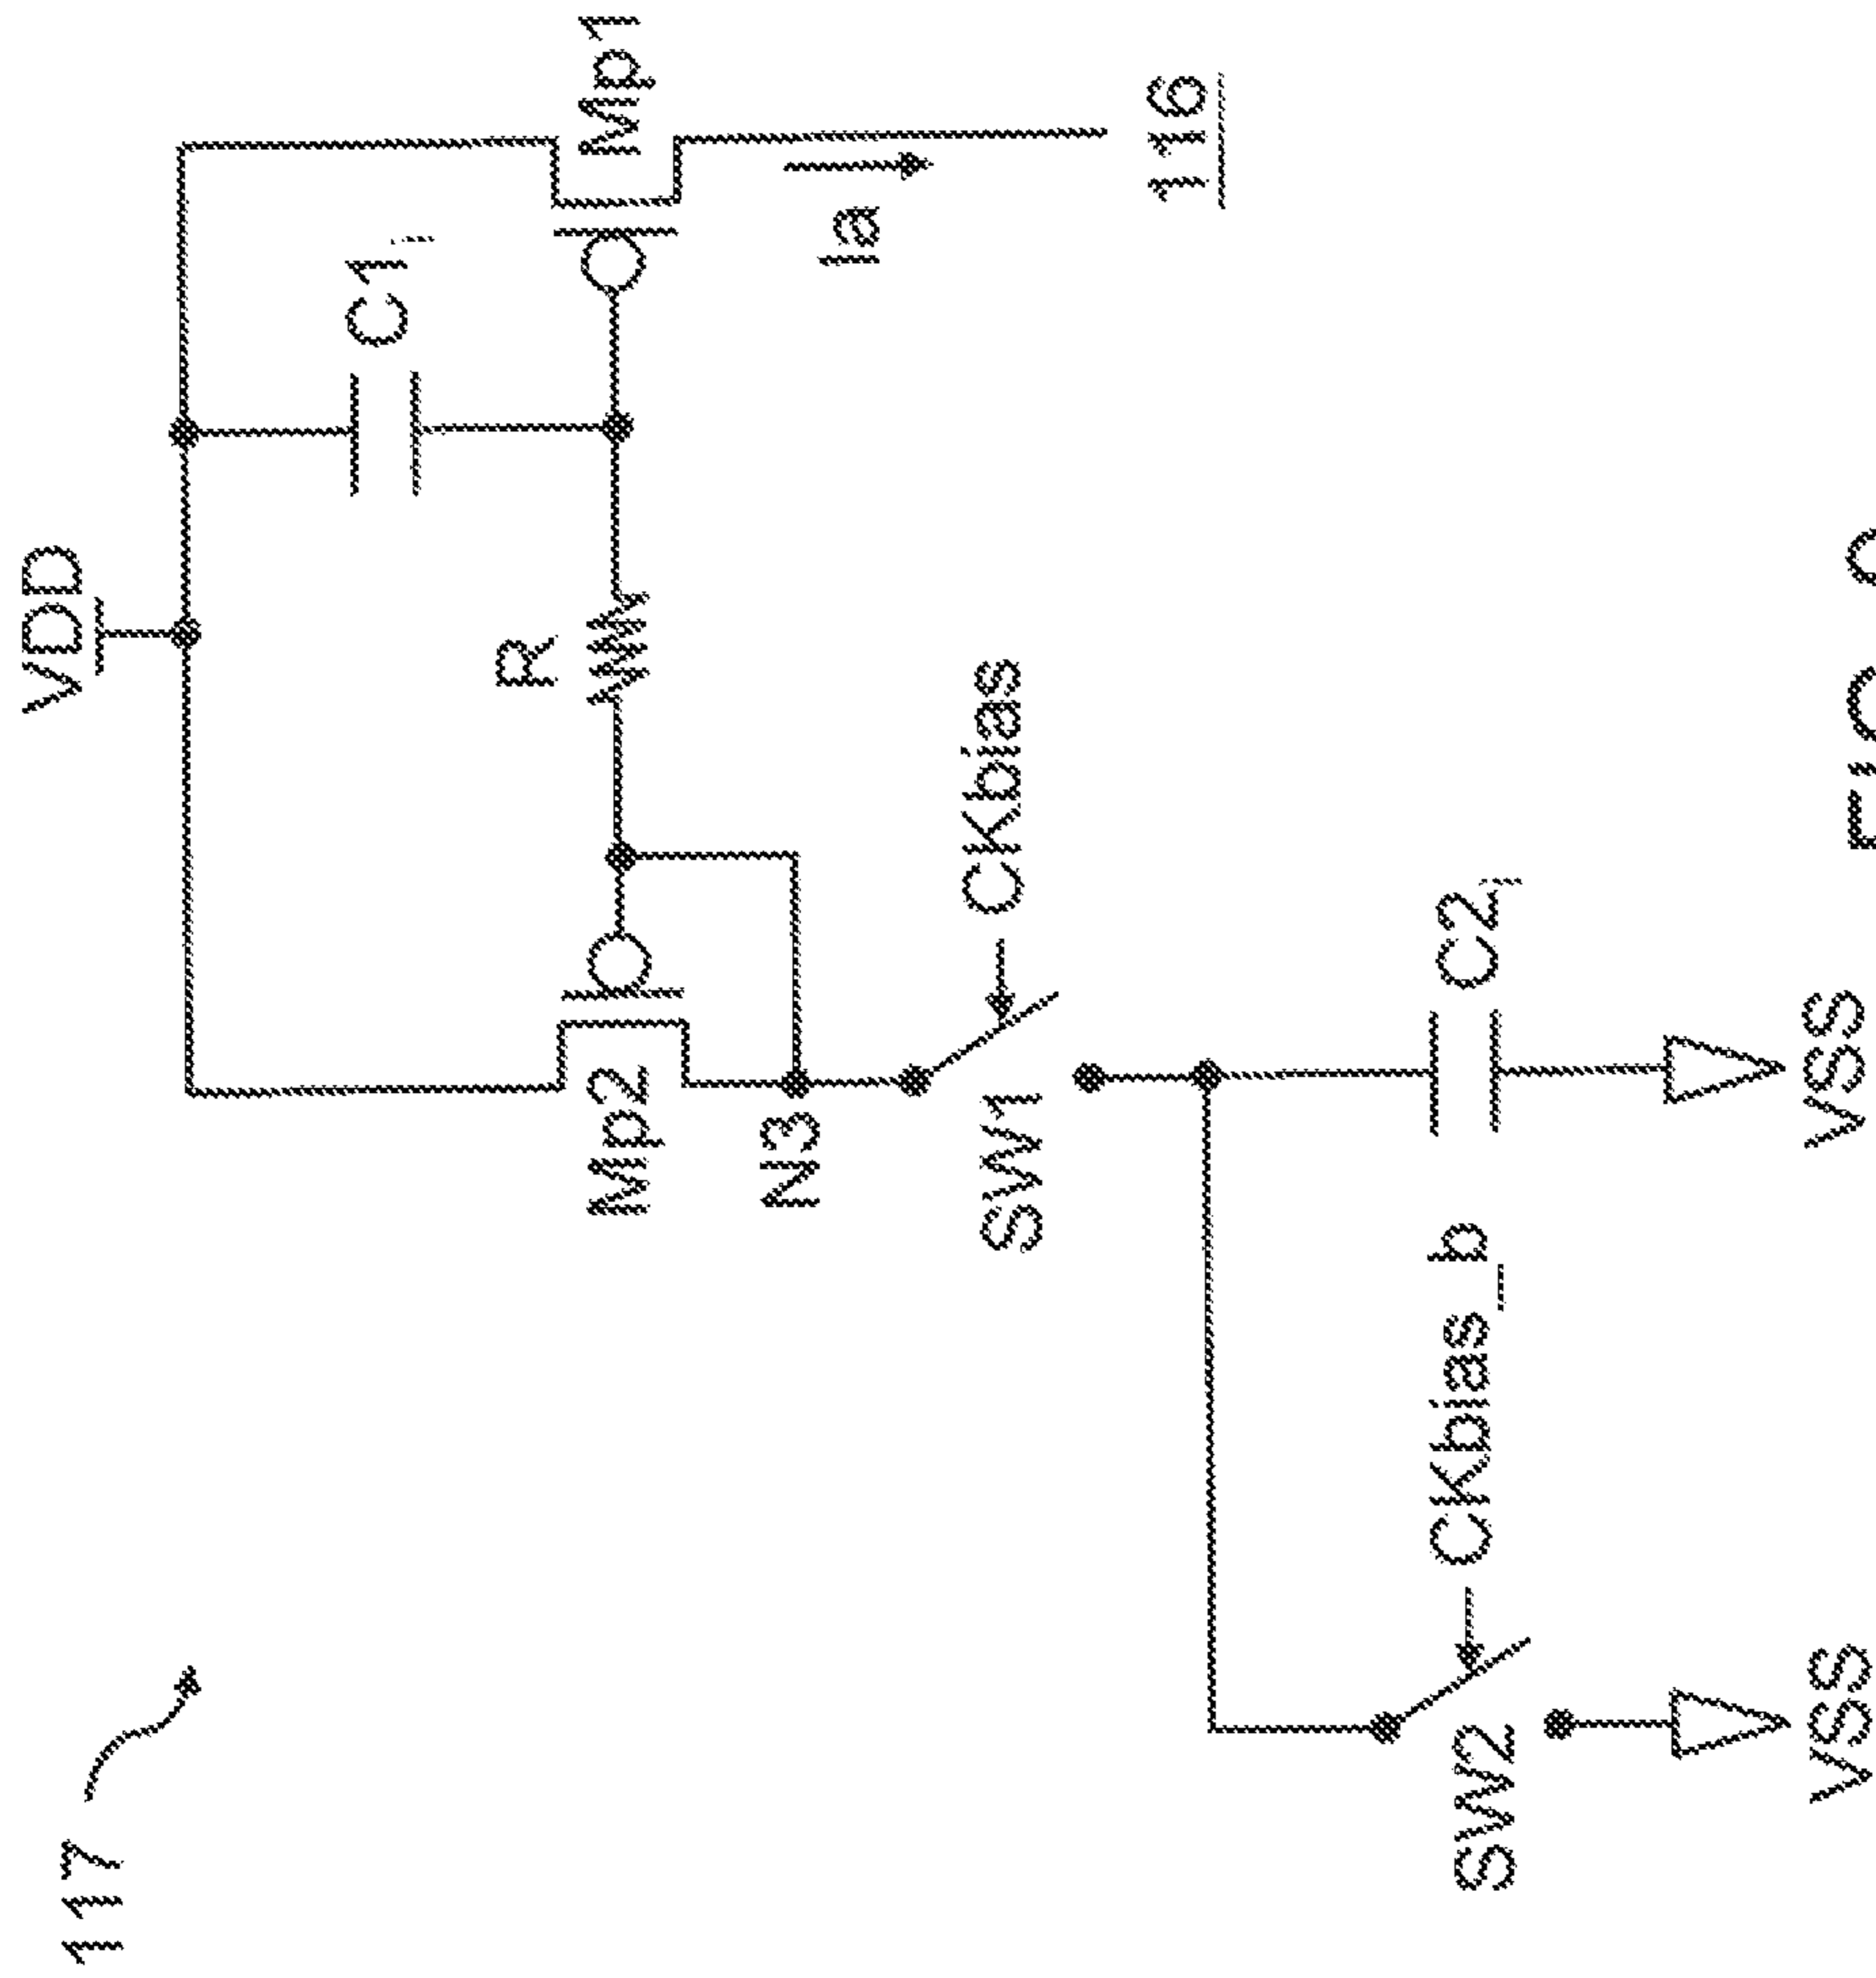 117
VDD
C1
Mp1
R
Mp2
Ia
N3
116
CKbias
SW1
C2
CKbias_b
SW2
VSS
VSS